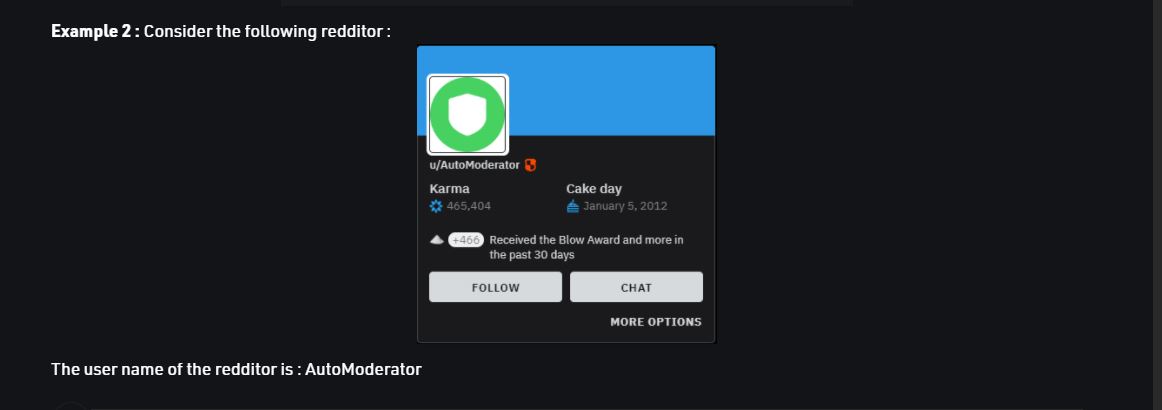 Example 2 : Consider the following redditor :
u/AutoModerator
Karma
Cake day
465,404
January 5, 2012
+466 Received the Blow Award and more in
the past 30 days
FOLLOW
CHAT
MORE OPTIONS
The user name of the redditor is : AutoModerator